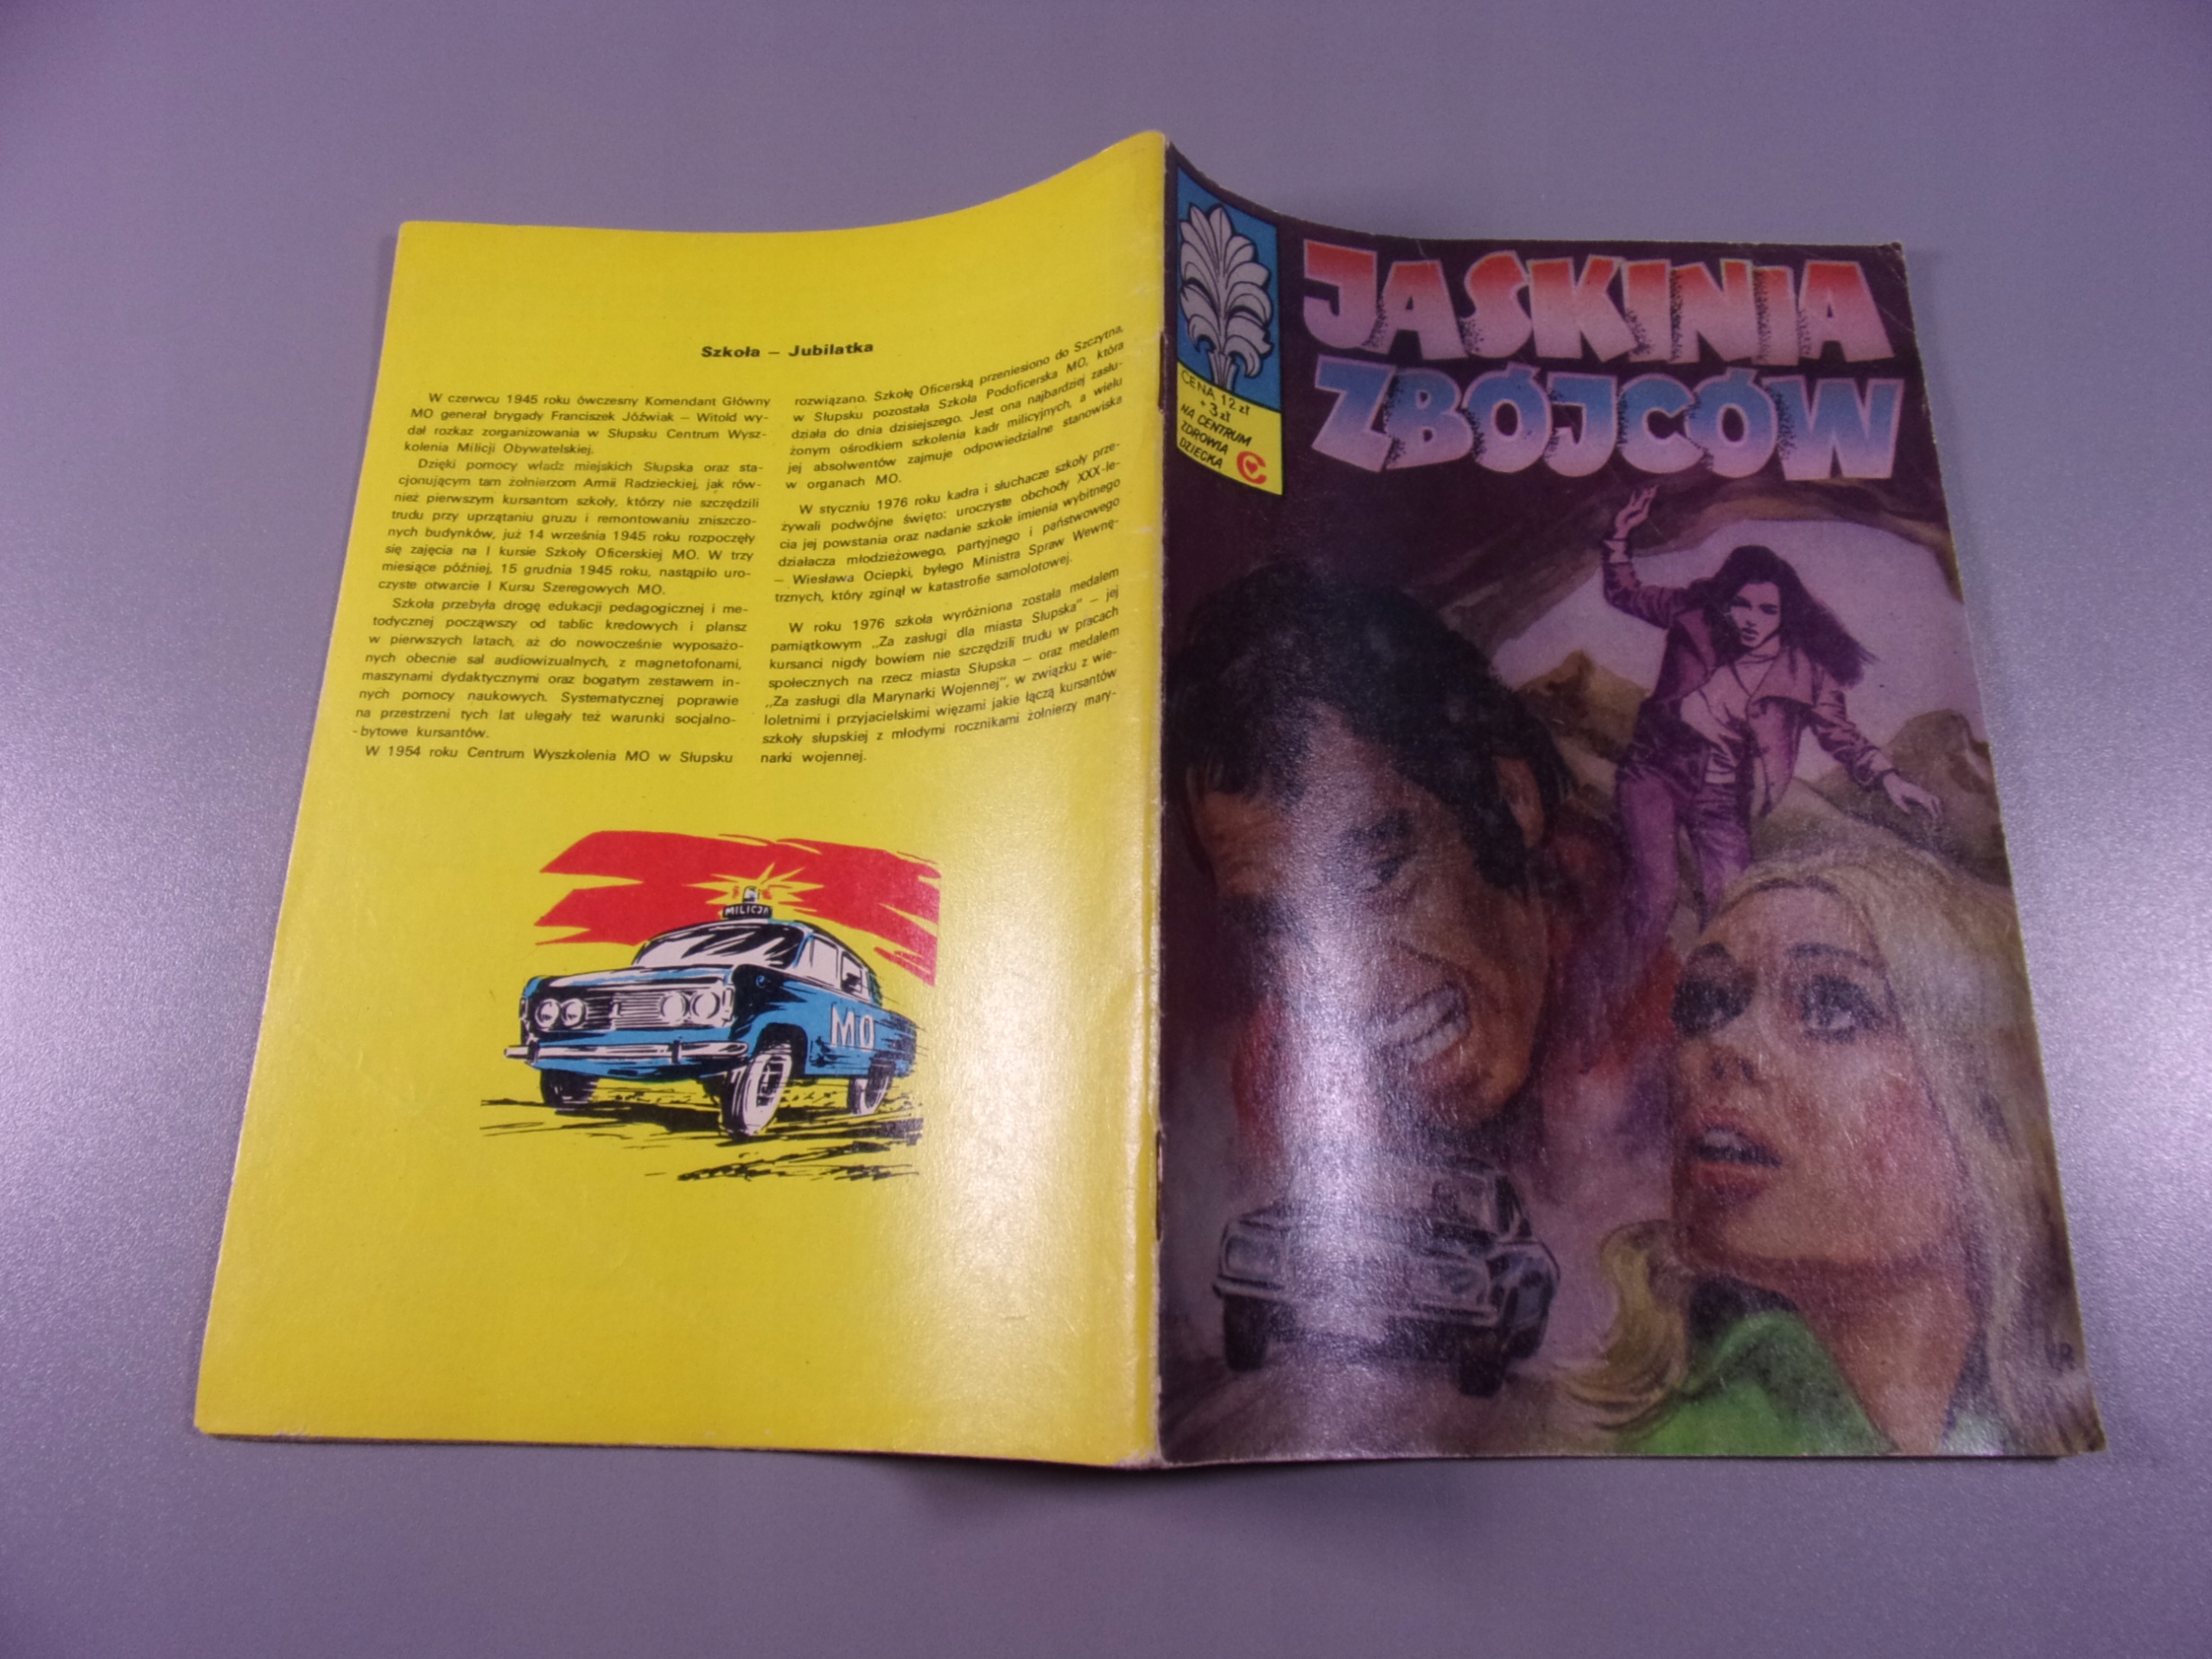 Szkoła — Jubilatka
W czerwcu 1945 roku ówczesny Komendant Główny
MO generał brygady Franciszek Jóźwiak — Witold wy-
dał rozkaz zorganizowania w Słupsku Centrum Wysz-
kolenia Milicji Obywatelskiej.
Dzięki pomocy władz miejskich Słupska oraz sta-
cjonującym tam żołnierzom Armii Radzieckiej, jak rów-
nież pierwszym kursantom szkoły, którzy nie szczędzili
trudu przy uprzątaniu gruzu i remontowaniu zniszczo-
nych budynków, już 14 września 1945 roku rozpoczęły
się zajęcia na I kursie Szkoły Oficerskiej MO. W trzy
miesiące później, 15 grudnia 1945 roku, nastąpiło uro-
czyste otwarcie I Kursu Szeregowych MO.
Szkoła przebyła drogę edukacji pedagogicznej i me-
todycznej począwszy od tablic kredowych i plansz
w pierwszych latach, aż do nowocześnie wyposażo-
nych obecnie sal audiowizualnych, z magnetofonami,
maszynami dydaktycznymi oraz bogatym zestawem in-
nych pomocy naukowych. Systematycznej poprawie
na przestrzeni tych lat ulegały też warunki socjalno-
-bytowe kursantów.
W 1954 roku Centrum Wyszkolenia MO w Słupsku
rozwiązano. Szkołę Oficerską przeniesiono do Szczytna,
w Słupsku pozostała Szkoła Podoficerska MO, która
działa do dnia dzisiejszego. Jest ona najbardziej zasłu-
żonym ośrodkiem szkolenia kadr milicyjnych, a wielu
jej absolwentów zajmuje odpowiedzialne stanowiska
w organach MO.
W styczniu 1976 roku kadra i słuchacze szkoły prze-
żywali podwójne święto: uroczyste obchody XXX-le-
cia jej powstania oraz nadanie szkole imienia wybitnego
działacza młodzieżowego, partyjnego i państwowego
— Wiesława Ociepki, byłego Ministra Spraw Wewnę-
trznych, który zginął w katastrofie samolotowej.
W roku 1976 szkoła wyróżniona została medalem
pamiątkowym „Za zasługi dla miasta Słupska" — jej
kursanci nigdy bowiem nie szczędzili trudu w pracach
społecznych na rzecz miasta Słupska — oraz medalem
„Za zasługi dla Marynarki Wojennej", w związku z wie-
loletnimi i przyjacielskimi więzami jakie łączą kursantów
szkoły słupskiej z młodymi rocznikami żołnierzy mary-
narki wojennej.
MILICJA
MO
JASKINIA
ZBÓJCÓW
CENA 12 zł
+ 3 zł
NA CENTRUM
ZDROWIA
DZIECKA